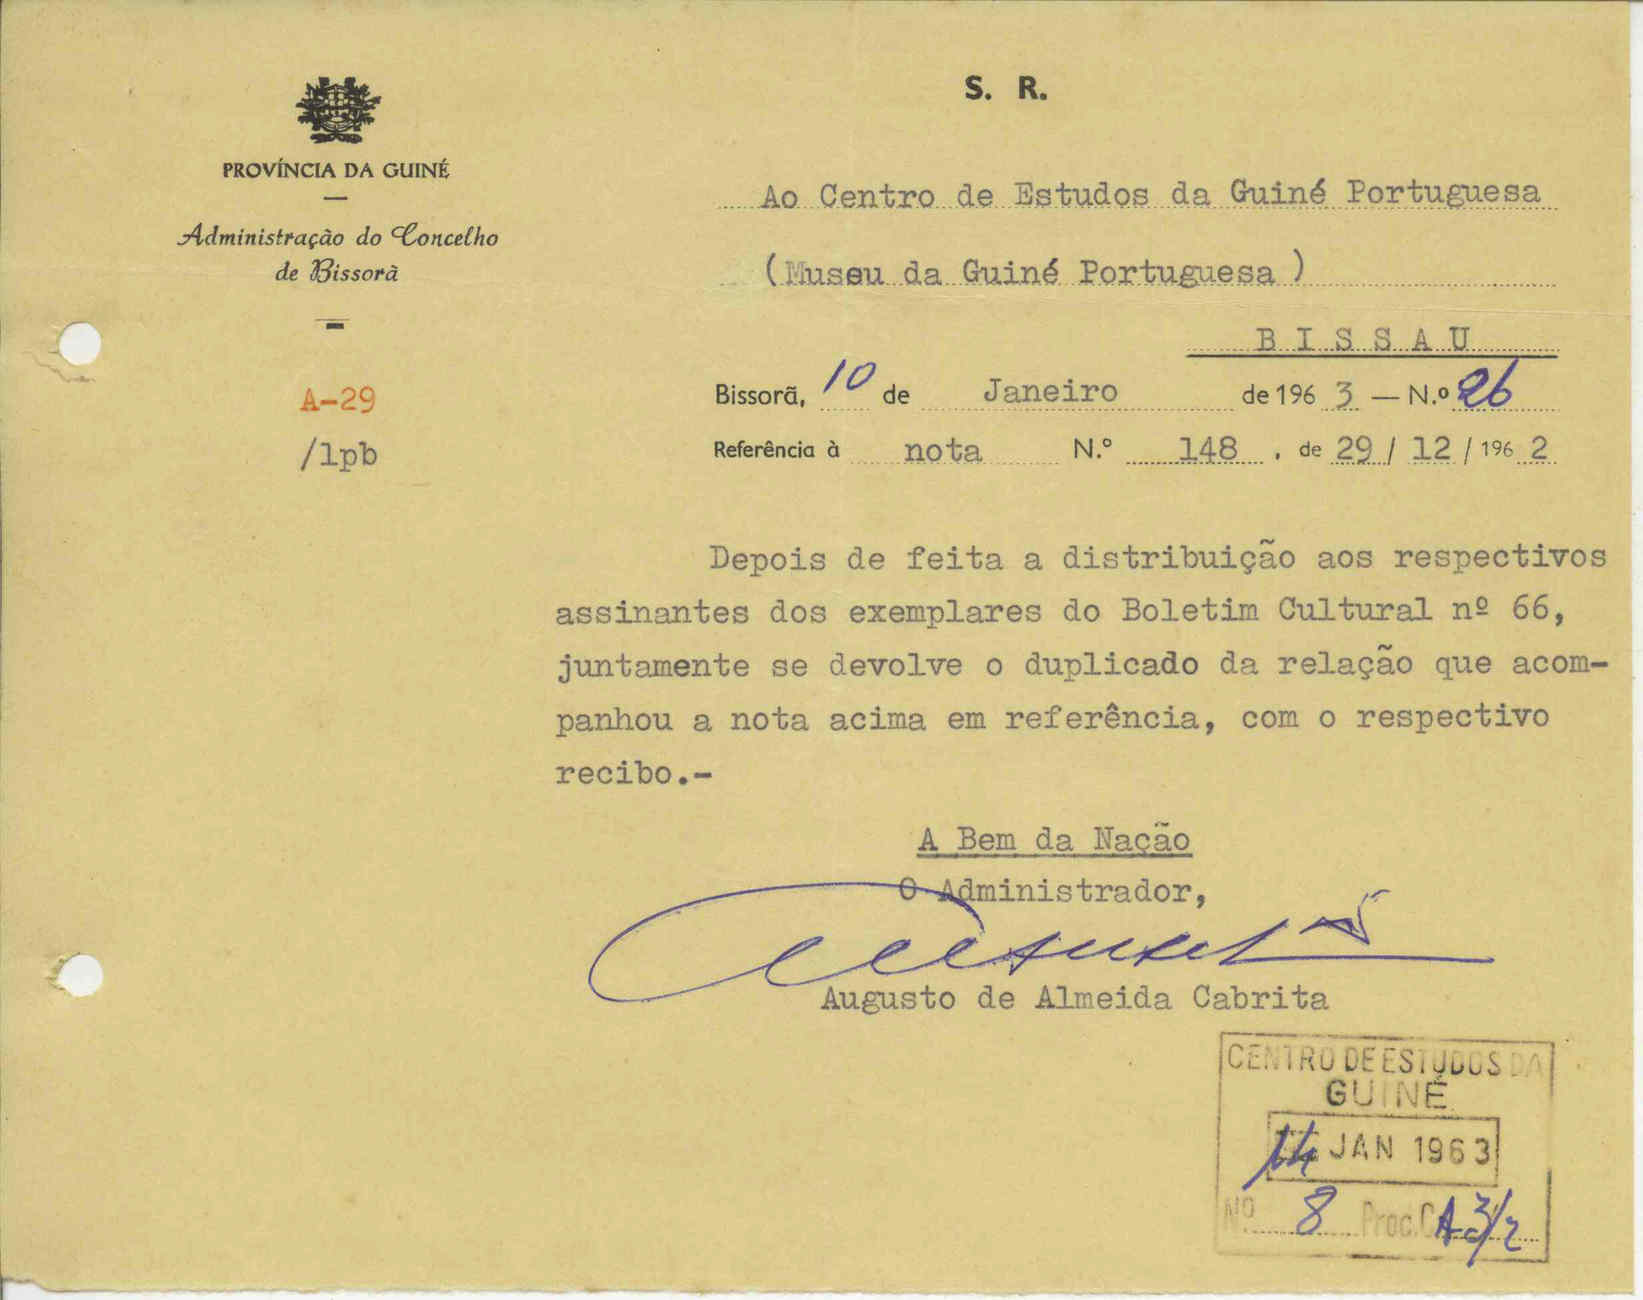 S. R.
PROVÍNCIA DA GUINÉ
Administração do Concelho
de Bissorã
A-29
/lpb
Ao Centro de Estudos da Guiné Portuguesa
(Museu da Guiné Portuguesa)
BISSAU
Bissorã, 10 de Janeiro de 1963 — N.º 26
Referência à nota N.º 148, de 29/12/1962
Depois de feita a distribuição aos respectivos
assinantes dos exemplares do Boletim Cultural nº 66,
juntamente se devolve o duplicado da relação que acom-
panhou a nota acima em referência, com o respectivo
recibo.-
A Bem da Nação
O Administrador,
Augusto de Almeida Cabrita
CENTRO DE ESTUDOS DA
GUINÉ
14 JAN 1963
Nº 8 Proc. A 3/2